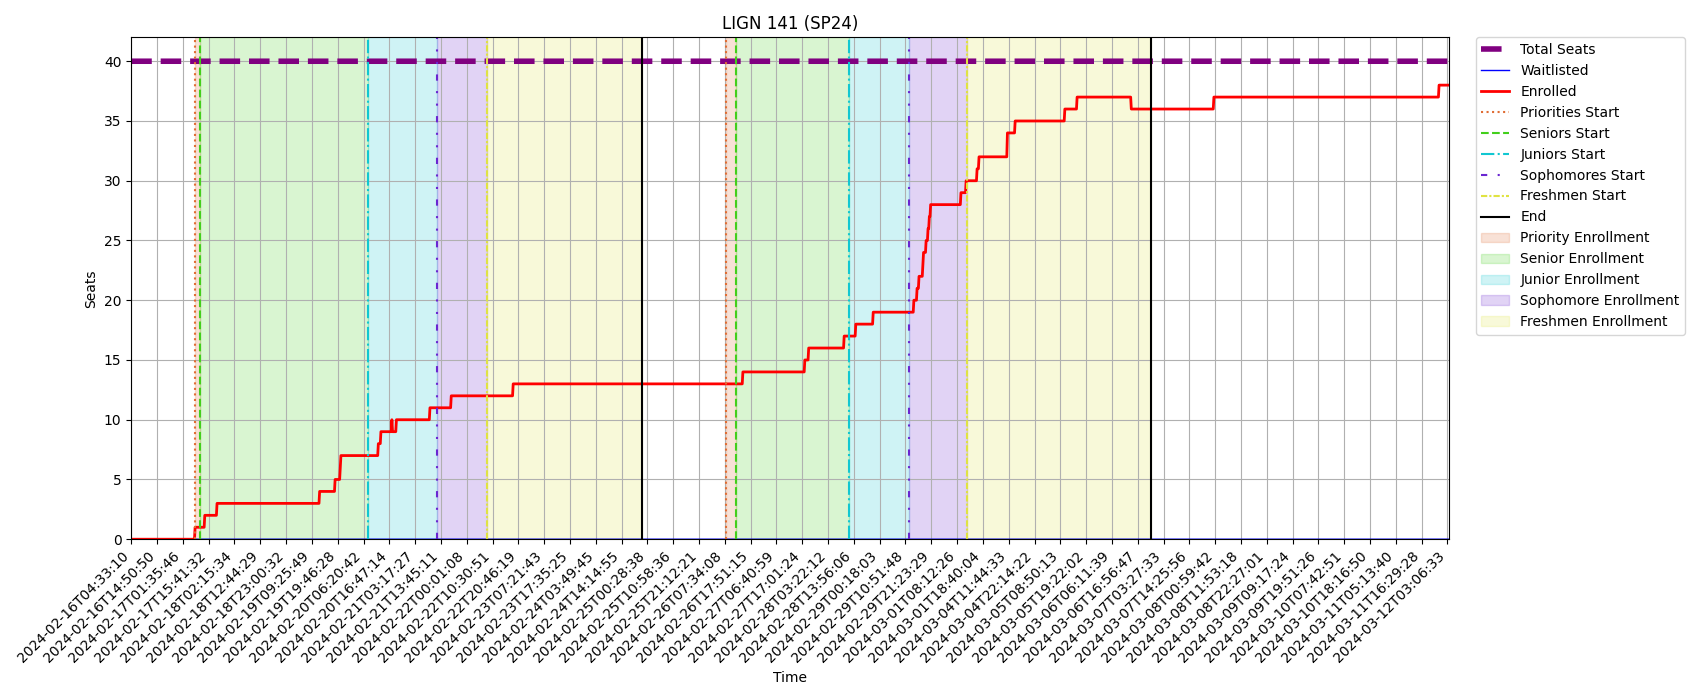 LIGN 141 (SP24)
Seats
40
35
30
25
20
15
10
5
0
2024-02-16T04:33:10
2024-02-16T14:50:50
2024-02-17T01:35:46
2024-02-17T15:41:32
2024-02-18T02:15:34
2024-02-18T12:44:29
2024-02-18T23:00:32
2024-02-19T09:25:49
2024-02-19T19:46:28
2024-02-20T06:20:42
2024-02-20T16:47:14
2024-02-21T03:17:27
2024-02-21T13:45:11
2024-02-22T00:01:08
2024-02-22T10:30:51
2024-02-22T20:46:19
2024-02-23T07:21:43
2024-02-23T17:35:25
2024-02-24T03:49:45
2024-02-24T14:14:55
2024-02-25T00:28:38
2024-02-25T10:58:36
2024-02-25T21:12:21
2024-02-26T07:34:08
2024-02-26T17:51:15
2024-02-27T06:40:59
2024-02-27T17:01:24
2024-02-28T03:22:12
2024-02-28T13:56:06
2024-02-29T00:18:03
2024-02-29T10:51:48
2024-02-29T21:23:29
2024-03-01T08:12:26
2024-03-01T18:40:04
2024-03-04T11:44:33
2024-03-04T22:14:22
2024-03-05T08:50:13
2024-03-05T19:22:02
2024-03-06T06:11:39
2024-03-06T16:56:47
2024-03-07T03:27:33
2024-03-07T14:25:56
2024-03-08T00:59:42
2024-03-08T11:53:18
2024-03-08T22:27:01
2024-03-09T09:17:24
2024-03-09T19:51:26
2024-03-10T07:42:51
2024-03-10T18:16:50
2024-03-11T05:13:40
2024-03-11T16:29:28
2024-03-12T03:06:33
Time
Total Seats
Waitlisted
Enrolled
Priorities Start
Seniors Start
Juniors Start
Sophomores Start
Freshmen Start
End
Priority Enrollment
Senior Enrollment
Junior Enrollment
Sophomore Enrollment
Freshmen Enrollment